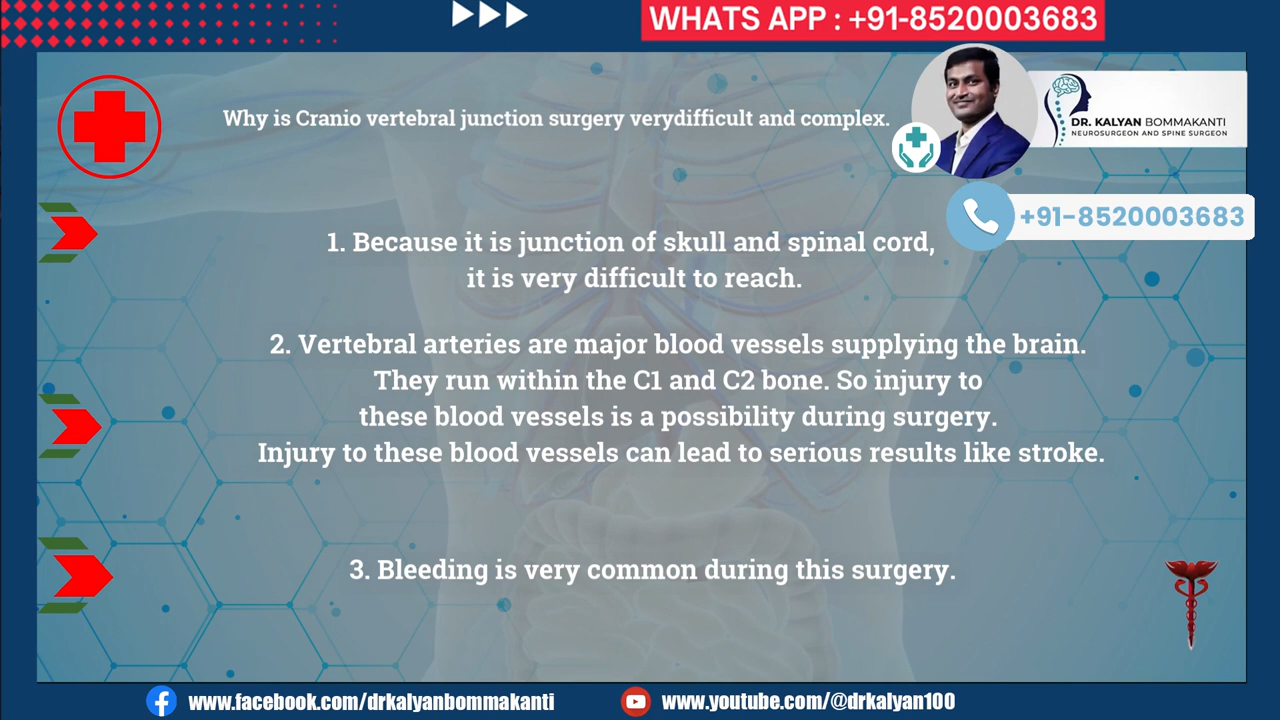 WHATS APP : +91-8520003683
Why is Cranio vertebral junction surgery verydifficult and complex.
DR. KALYAN BOMMAKANTI
NEUROSURGEON AND SPINE SURGEON
+91-8520003683
1. Because it is junction of skull and spinal cord,
it is very difficult to reach.
2. Vertebral arteries are major blood vessels supplying the brain.
They run within the C1 and C2 bone. So injury to
these blood vessels is a possibility during surgery.
Injury to these blood vessels can lead to serious results like stroke.
3. Bleeding is very common during this surgery.
www.facebook.com/drkalyanbommakanti
www.youtube.com/@drkalyan100